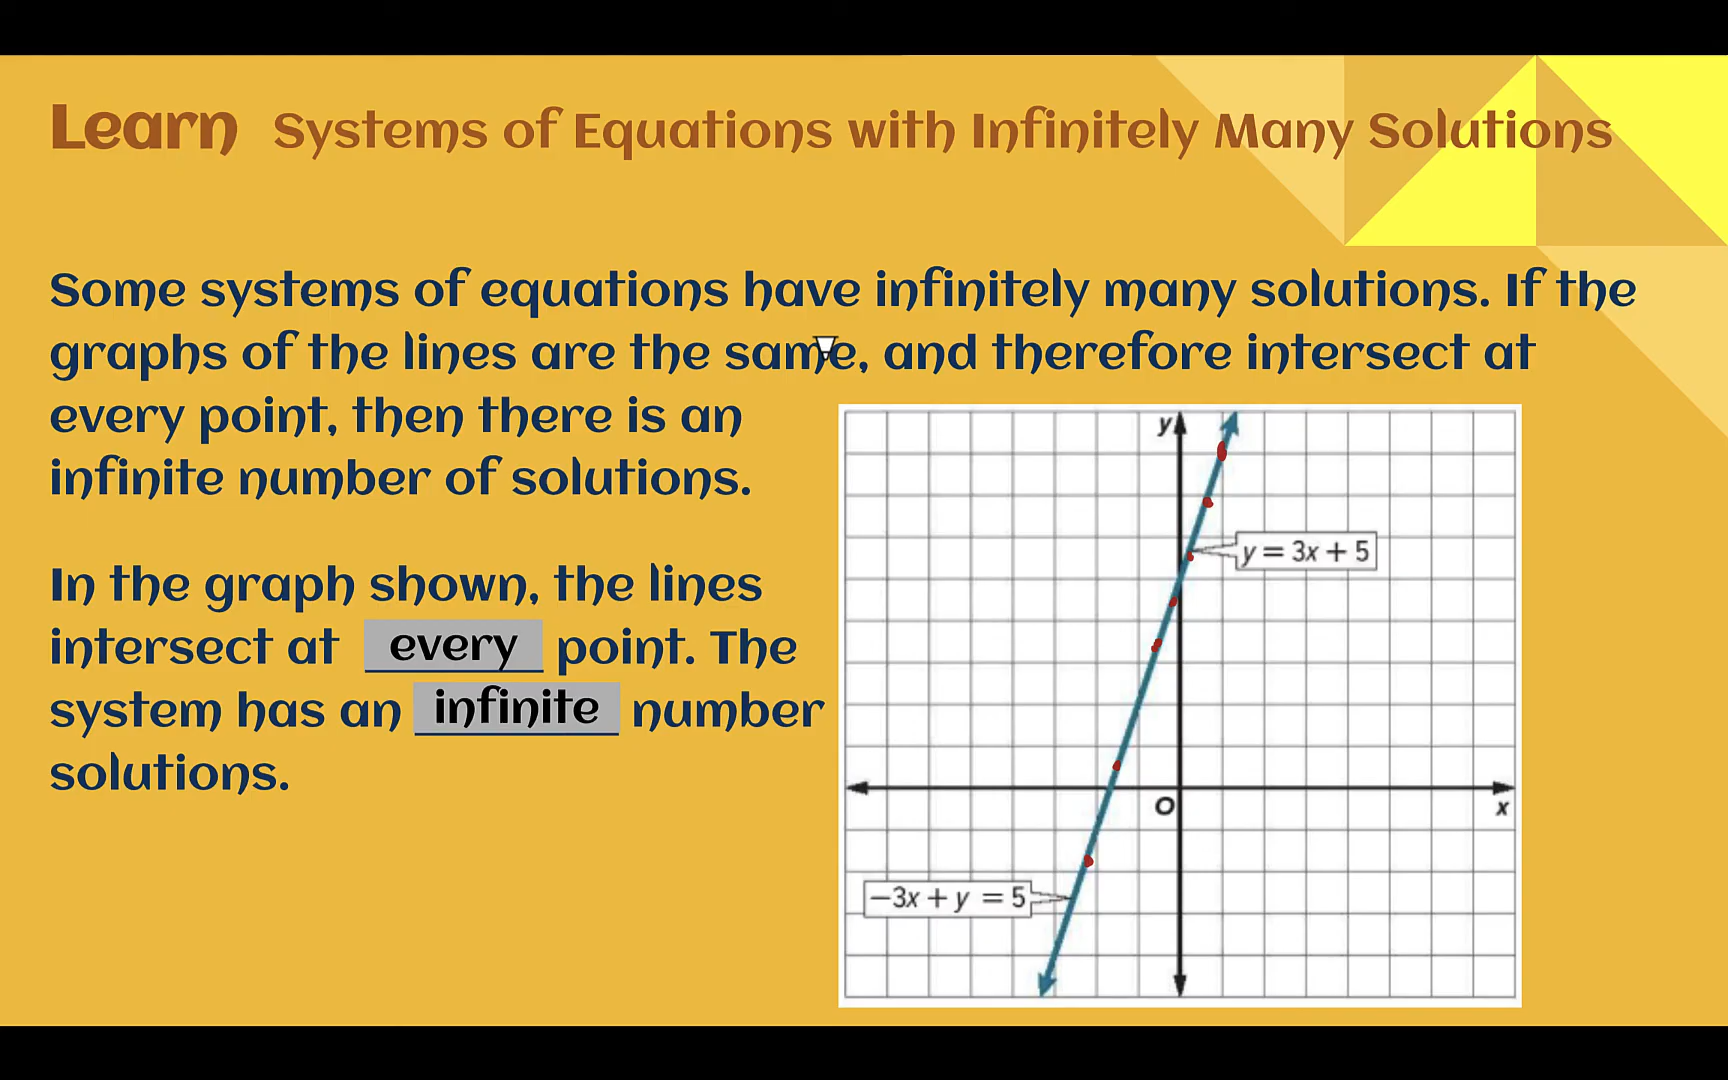 Learn Systems of Equations with Infinitely Many Solutions
Some systems of equations have infinitely many solutions. If the
graphs of the lines are the same, and therefore intersect at
every point, then there is an
infinite number of solutions.
In the graph shown, the lines
intersect at every point. The
system has an infinite number
solutions.
y
y = 3x + 5
O
x
−3x + y = 5